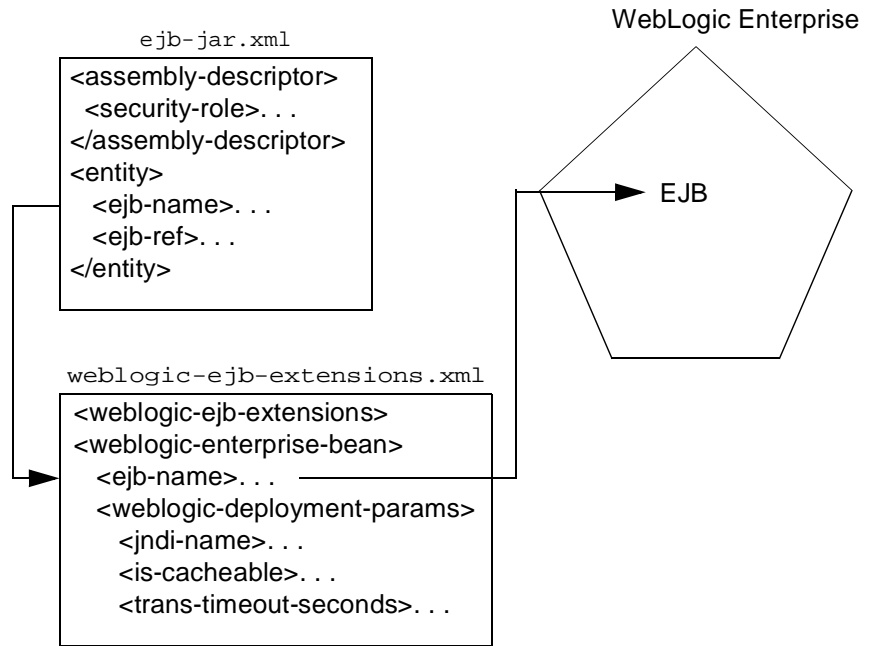 WebLogic Enterprise
ejb-jar.xml
<assembly-descriptor>
<security-role>. . .
</assembly-descriptor>
<entity>
<ejb-name>. . .
<ejb-ref>. . .
</entity>
EJB
weblogic-ejb-extensions.xml
<weblogic-ejb-extensions>
<weblogic-enterprise-bean>
<ejb-name>. . .
<weblogic-deployment-params>
<jndi-name>. . .
<is-cacheable>. . .
<trans-timeout-seconds>. . .